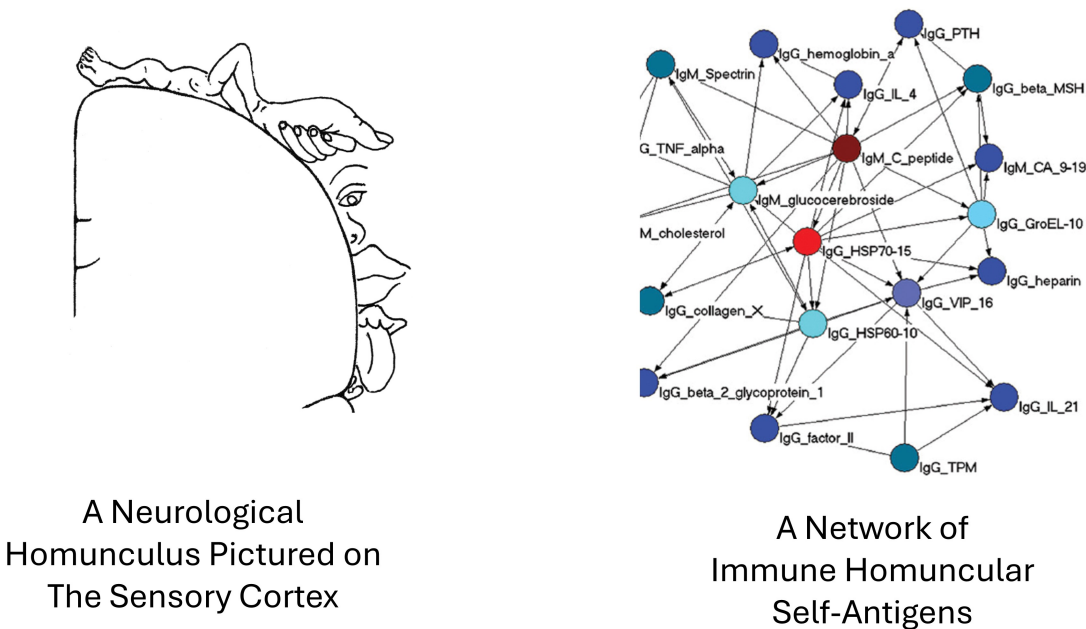 IgG_PTH
IgG_hemoglobin_a
IgM_Spectrin
IgG_beta_MSH
IgG_IL_4
G_TNF_alpha
IgM_C_peptide
IgM_CA_9-19
IgM_glucocerebroside
IgG_GroEL-10
M_cholesterol
IgG_HSP70-15
IgG_heparin
IgG_VIP_16
IgG_collagen_X
IgG_HSP60-10
IgG_beta_2_glycoprotein_1
IgG_IL_21
IgG_factor_II
IgG_TPM
A Neurological
Homunculus Pictured on
The Sensory Cortex
A Network of
Immune Homuncular
Self-Antigens